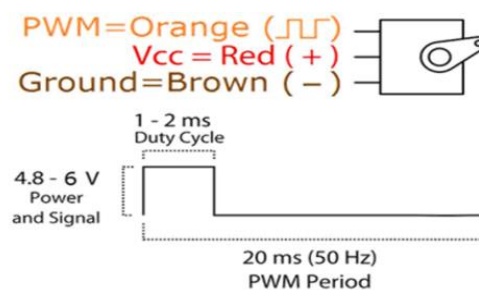 PWM=Orange (⎍⎍)
Vcc = Red ( + )
Ground=Brown ( – )
1 - 2 ms
Duty Cycle
4.8 - 6 V
Power
and Signal
20 ms (50 Hz)
PWM Period